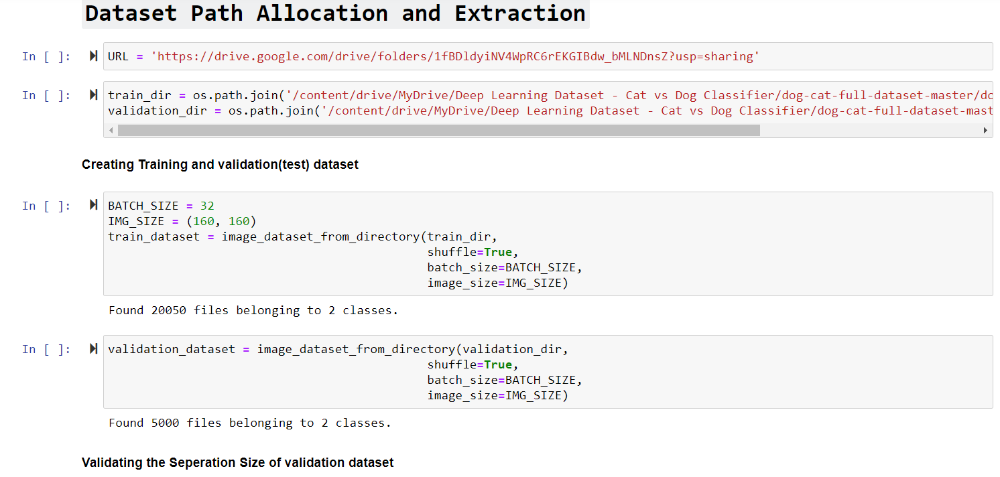 Dataset Path Allocation and Extraction
In [ ]: URL = 'https://drive.google.com/drive/folders/1fBDldyiNV4WpRC6rEKGIBdw_bMLNDnsZ?usp=sharing'
In [ ]: train_dir = os.path.join('/content/drive/MyDrive/Deep Learning Dataset - Cat vs Dog Classifier/dog-cat-full-dataset-master/do
validation_dir = os.path.join('/content/drive/MyDrive/Deep Learning Dataset - Cat vs Dog Classifier/dog-cat-full-dataset-mast
Creating Training and validation(test) dataset
In [ ]: BATCH_SIZE = 32
IMG_SIZE = (160, 160)
train_dataset = image_dataset_from_directory(train_dir,
shuffle=True,
batch_size=BATCH_SIZE,
image_size=IMG_SIZE)
Found 20050 files belonging to 2 classes.
In [ ]: validation_dataset = image_dataset_from_directory(validation_dir,
shuffle=True,
batch_size=BATCH_SIZE,
image_size=IMG_SIZE)
Found 5000 files belonging to 2 classes.
Validating the Seperation Size of validation dataset